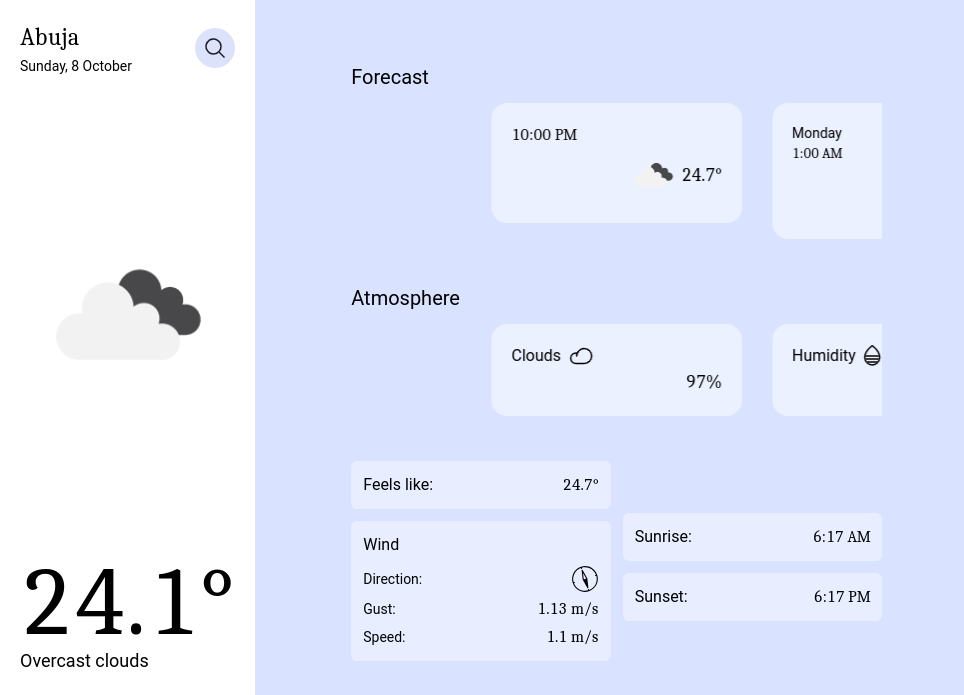 Abuja
Sunday, 8 October
24.1°
Overcast clouds
Forecast
10:00 PM
24.7°
Monday
1:00 AM
Atmosphere
Clouds
97%
Humidity
Feels like: 24.7°
Wind
Direction:
Gust: 1.13 m/s
Speed: 1.1 m/s
Sunrise: 6:17 AM
Sunset: 6:17 PM